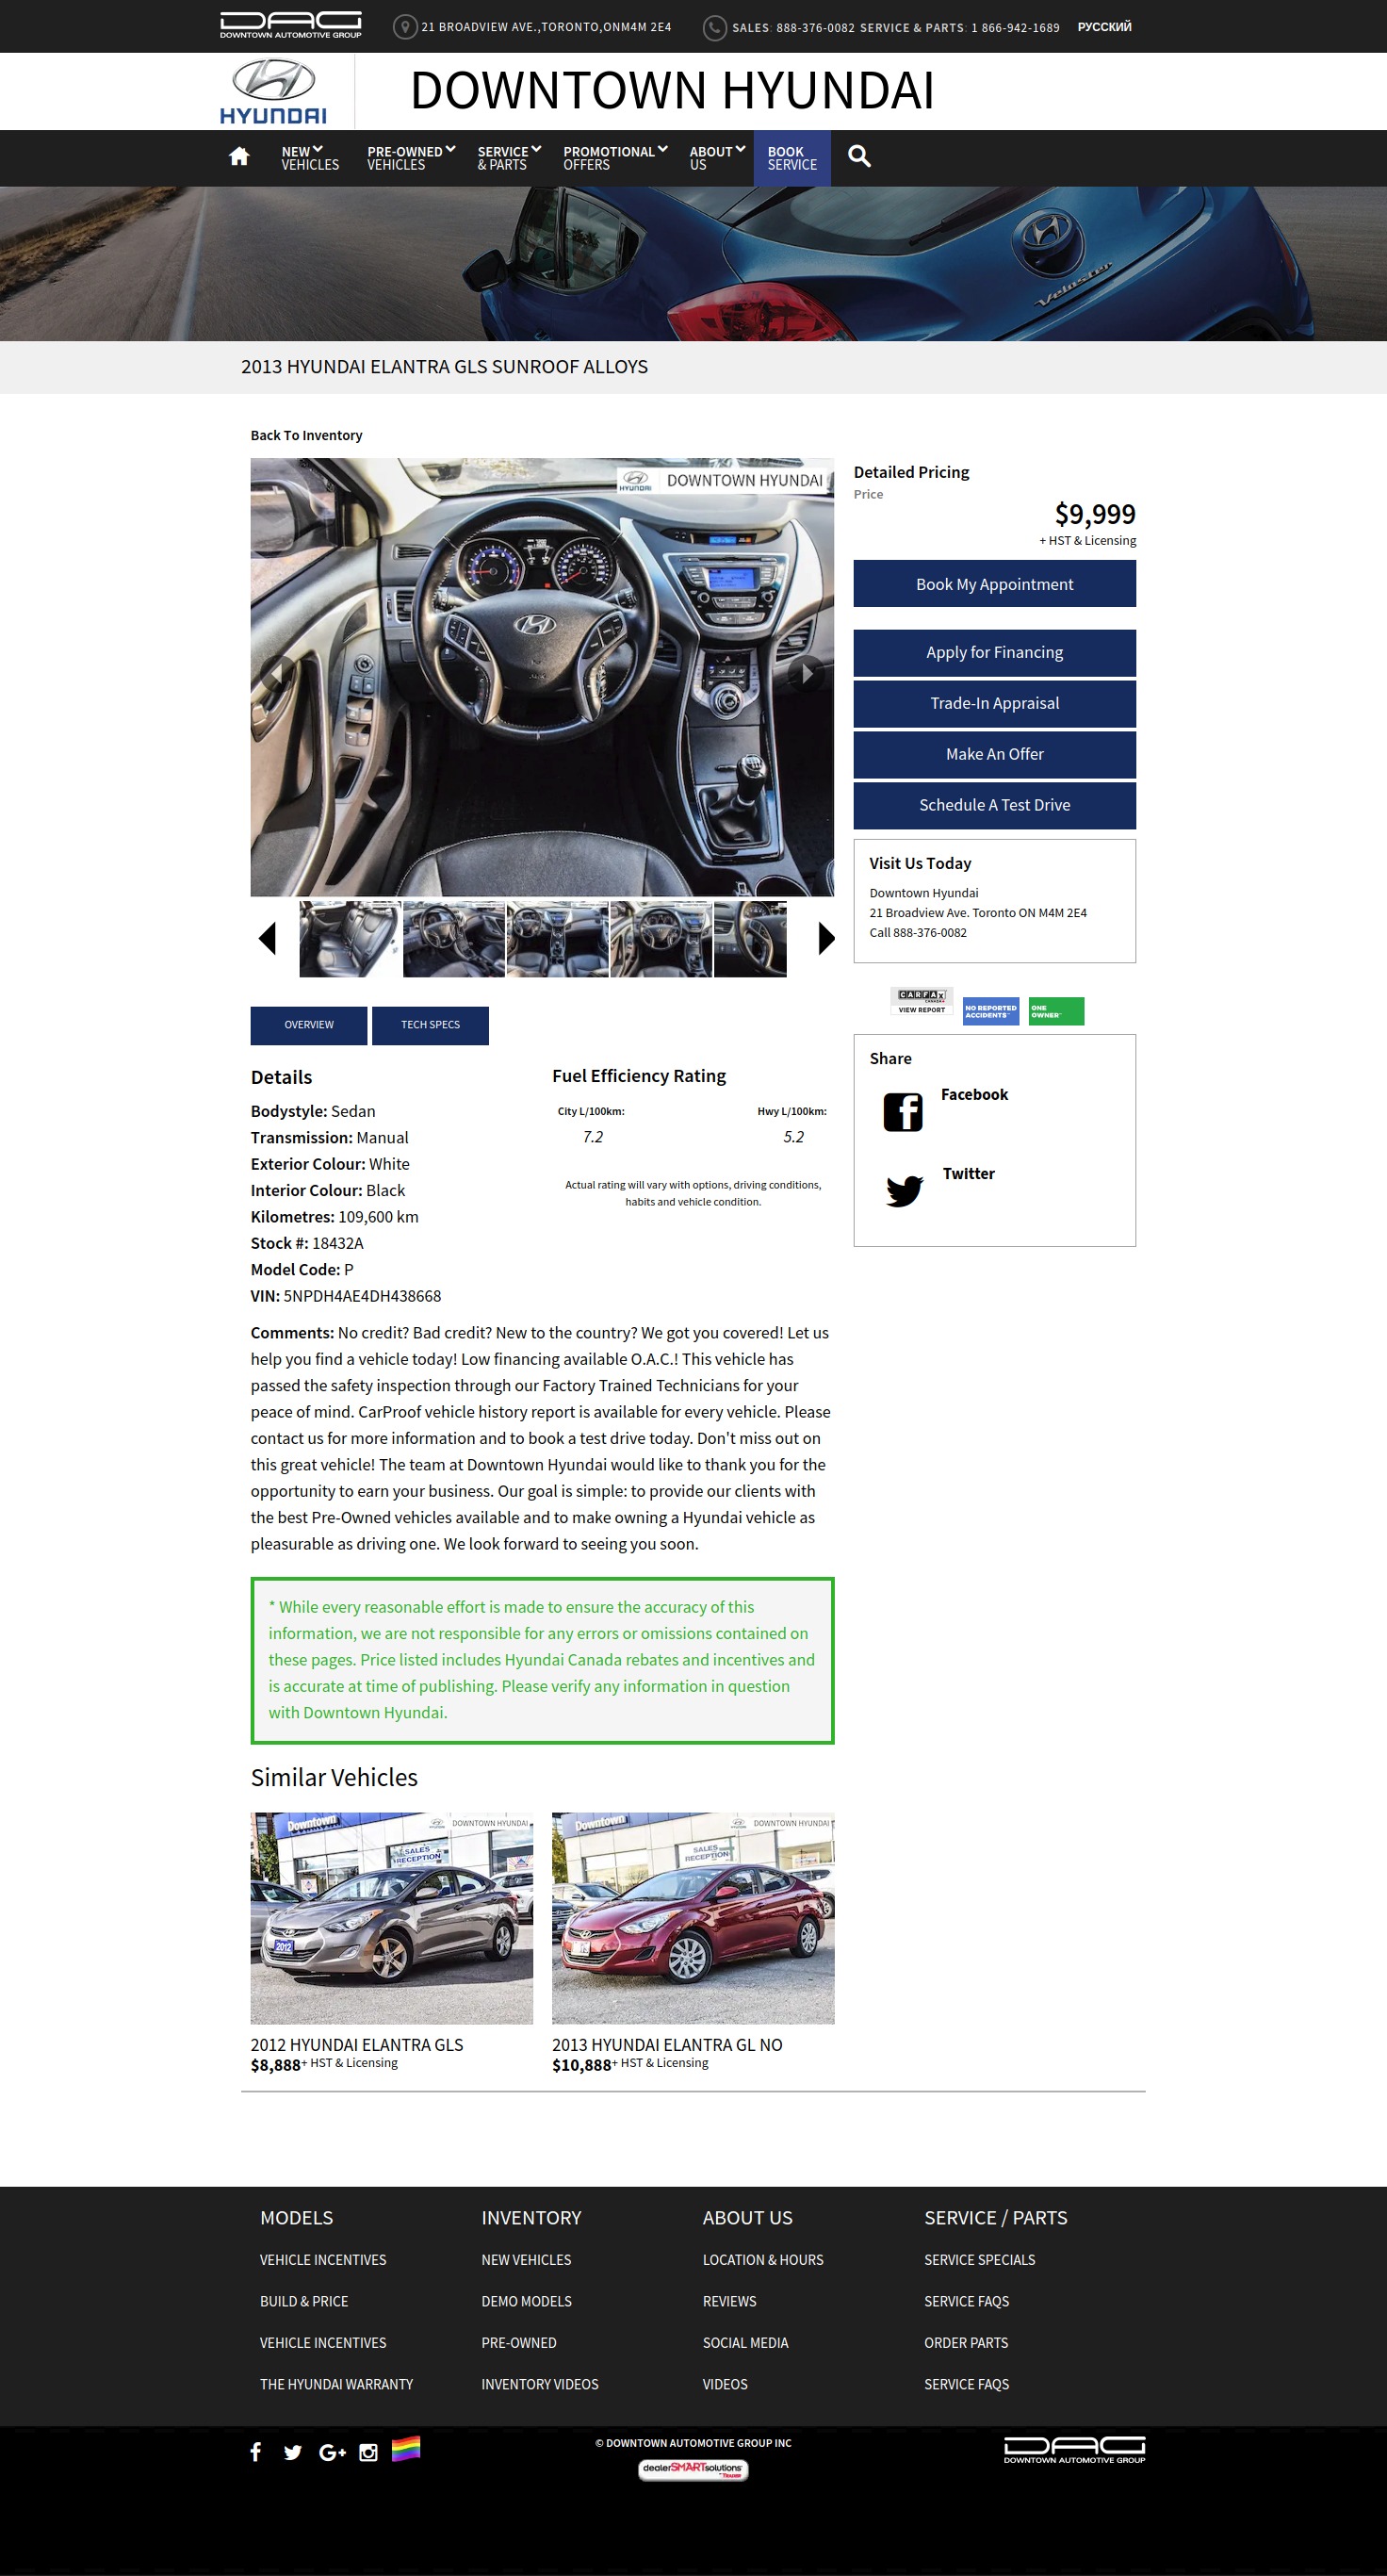 DAG
DOWNTOWN AUTOMOTIVE GROUP
21 BROADVIEW AVE.,TORONTO,ONM4M 2E4
SALES: 888-376-0082 SERVICE & PARTS: 1 866-942-1689
РУССКИЙ
HYUNDAI
DOWNTOWN HYUNDAI
NEW VEHICLES
PRE-OWNED VEHICLES
SERVICE & PARTS
PROMOTIONAL OFFERS
ABOUT US
BOOK SERVICE
Veloster
2013 HYUNDAI ELANTRA GLS SUNROOF ALLOYS
Back To Inventory
HYUNDAI DOWNTOWN HYUNDAI
Detailed Pricing
Price
$9,999
+ HST & Licensing
Book My Appointment
Apply for Financing
Trade-In Appraisal
Make An Offer
Schedule A Test Drive
Visit Us Today
Downtown Hyundai
21 Broadview Ave. Toronto ON M4M 2E4
Call 888-376-0082
CARFAX
CANADA
VIEW REPORT
NO REPORTED
ACCIDENTS™
ONE
OWNER™
Share
Facebook
Twitter
OVERVIEW
TECH SPECS
Details
Bodystyle: Sedan
Transmission: Manual
Exterior Colour: White
Interior Colour: Black
Kilometres: 109,600 km
Stock #: 18432A
Model Code: P
VIN: 5NPDH4AE4DH438668
Fuel Efficiency Rating
City L/100km:
7.2
Hwy L/100km:
5.2
Actual rating will vary with options, driving conditions,
habits and vehicle condition.
Comments: No credit? Bad credit? New to the country? We got you covered! Let us
help you find a vehicle today! Low financing available O.A.C.! This vehicle has
passed the safety inspection through our Factory Trained Technicians for your
peace of mind. CarProof vehicle history report is available for every vehicle. Please
contact us for more information and to book a test drive today. Don't miss out on
this great vehicle! The team at Downtown Hyundai would like to thank you for the
opportunity to earn your business. Our goal is simple: to provide our clients with
the best Pre-Owned vehicles available and to make owning a Hyundai vehicle as
pleasurable as driving one. We look forward to seeing you soon.
* While every reasonable effort is made to ensure the accuracy of this
information, we are not responsible for any errors or omissions contained on
these pages. Price listed includes Hyundai Canada rebates and incentives and
is accurate at time of publishing. Please verify any information in question
with Downtown Hyundai.
Similar Vehicles
Downtown
DOWNTOWN HYUNDAI
SALES
RECEPTION
2012
Downtown
DOWNTOWN HYUNDAI
SALES
RECEPTION
2012 HYUNDAI ELANTRA GLS
$8,888+ HST & Licensing
2013 HYUNDAI ELANTRA GL NO
$10,888+ HST & Licensing
MODELS
VEHICLE INCENTIVES
BUILD & PRICE
VEHICLE INCENTIVES
THE HYUNDAI WARRANTY
INVENTORY
NEW VEHICLES
DEMO MODELS
PRE-OWNED
INVENTORY VIDEOS
ABOUT US
LOCATION & HOURS
REVIEWS
SOCIAL MEDIA
VIDEOS
SERVICE / PARTS
SERVICE SPECIALS
SERVICE FAQS
ORDER PARTS
SERVICE FAQS
© DOWNTOWN AUTOMOTIVE GROUP INC
dealerSMARTsolutions
by TRADER
DAG
DOWNTOWN AUTOMOTIVE GROUP